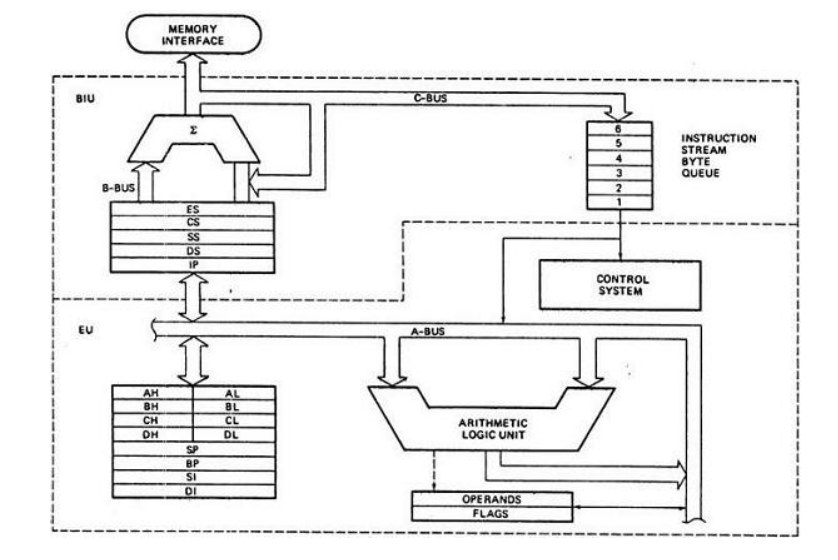 MEMORY
INTERFACE
BIU
C-BUS
Σ
B-BUS
6
5
4
3
2
1
INSTRUCTION
STREAM
BYTE
QUEUE
ES
CS
SS
DS
IP
CONTROL
SYSTEM
EU
A-BUS
AH AL
BH BL
CH CL
DH DL
SP
BP
SI
DI
ARITHMETIC
LOGIC UNIT
OPERANDS
FLAGS